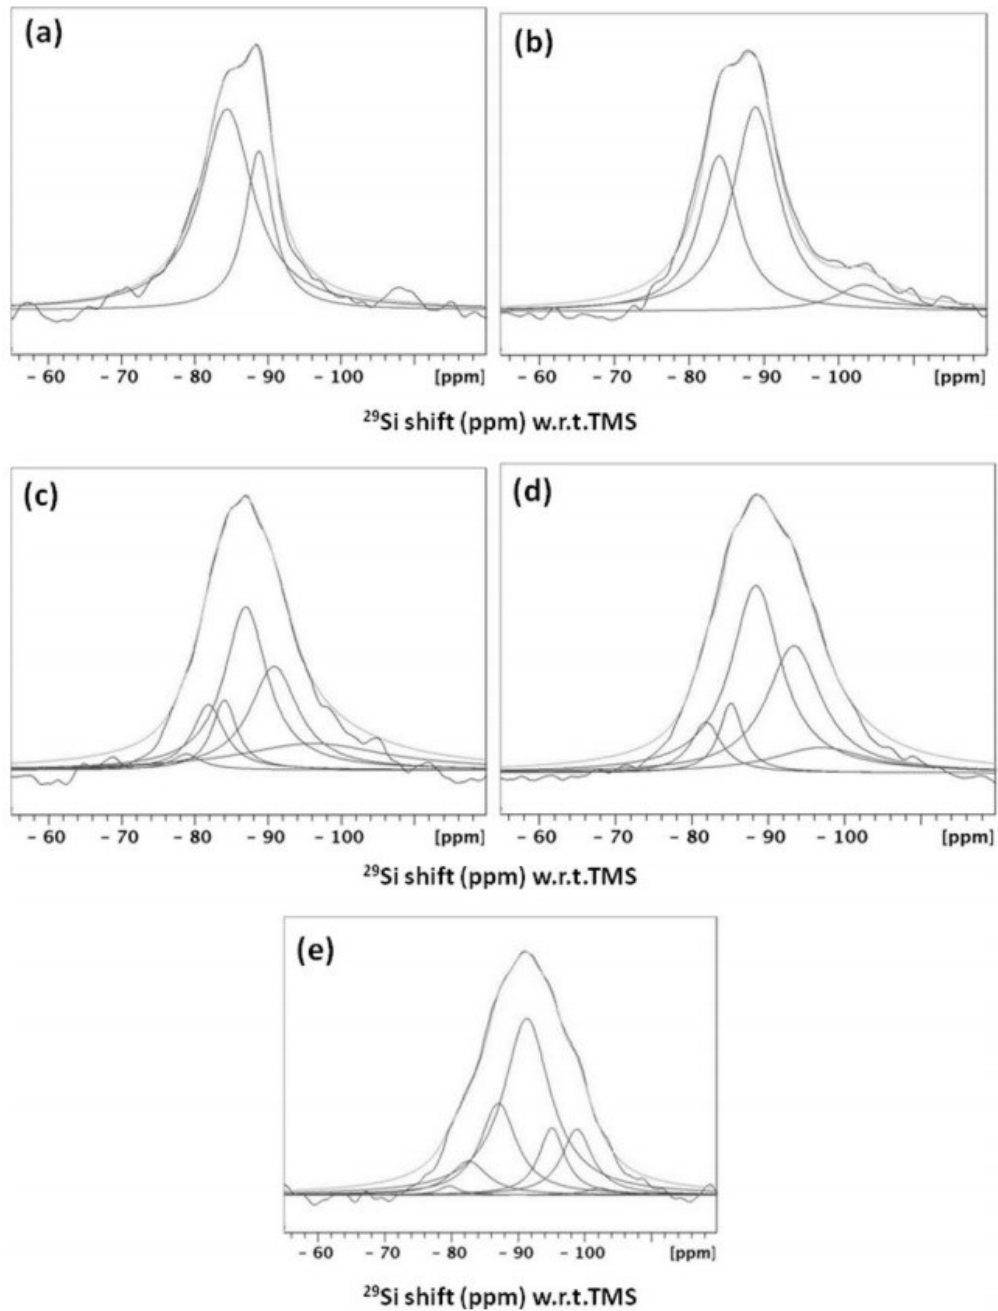 (a)
(b)
- 60 - 70 - 80 - 90 - 100 [ppm]
- 60 - 70 - 80 - 90 - 100 [ppm]
²⁹Si shift (ppm) w.r.t.TMS
(c)
(d)
- 60 - 70 - 80 - 90 - 100 [ppm]
- 60 - 70 - 80 - 90 - 100 [ppm]
²⁹Si shift (ppm) w.r.t.TMS
(e)
- 60 - 70 - 80 - 90 - 100 [ppm]
²⁹Si shift (ppm) w.r.t.TMS